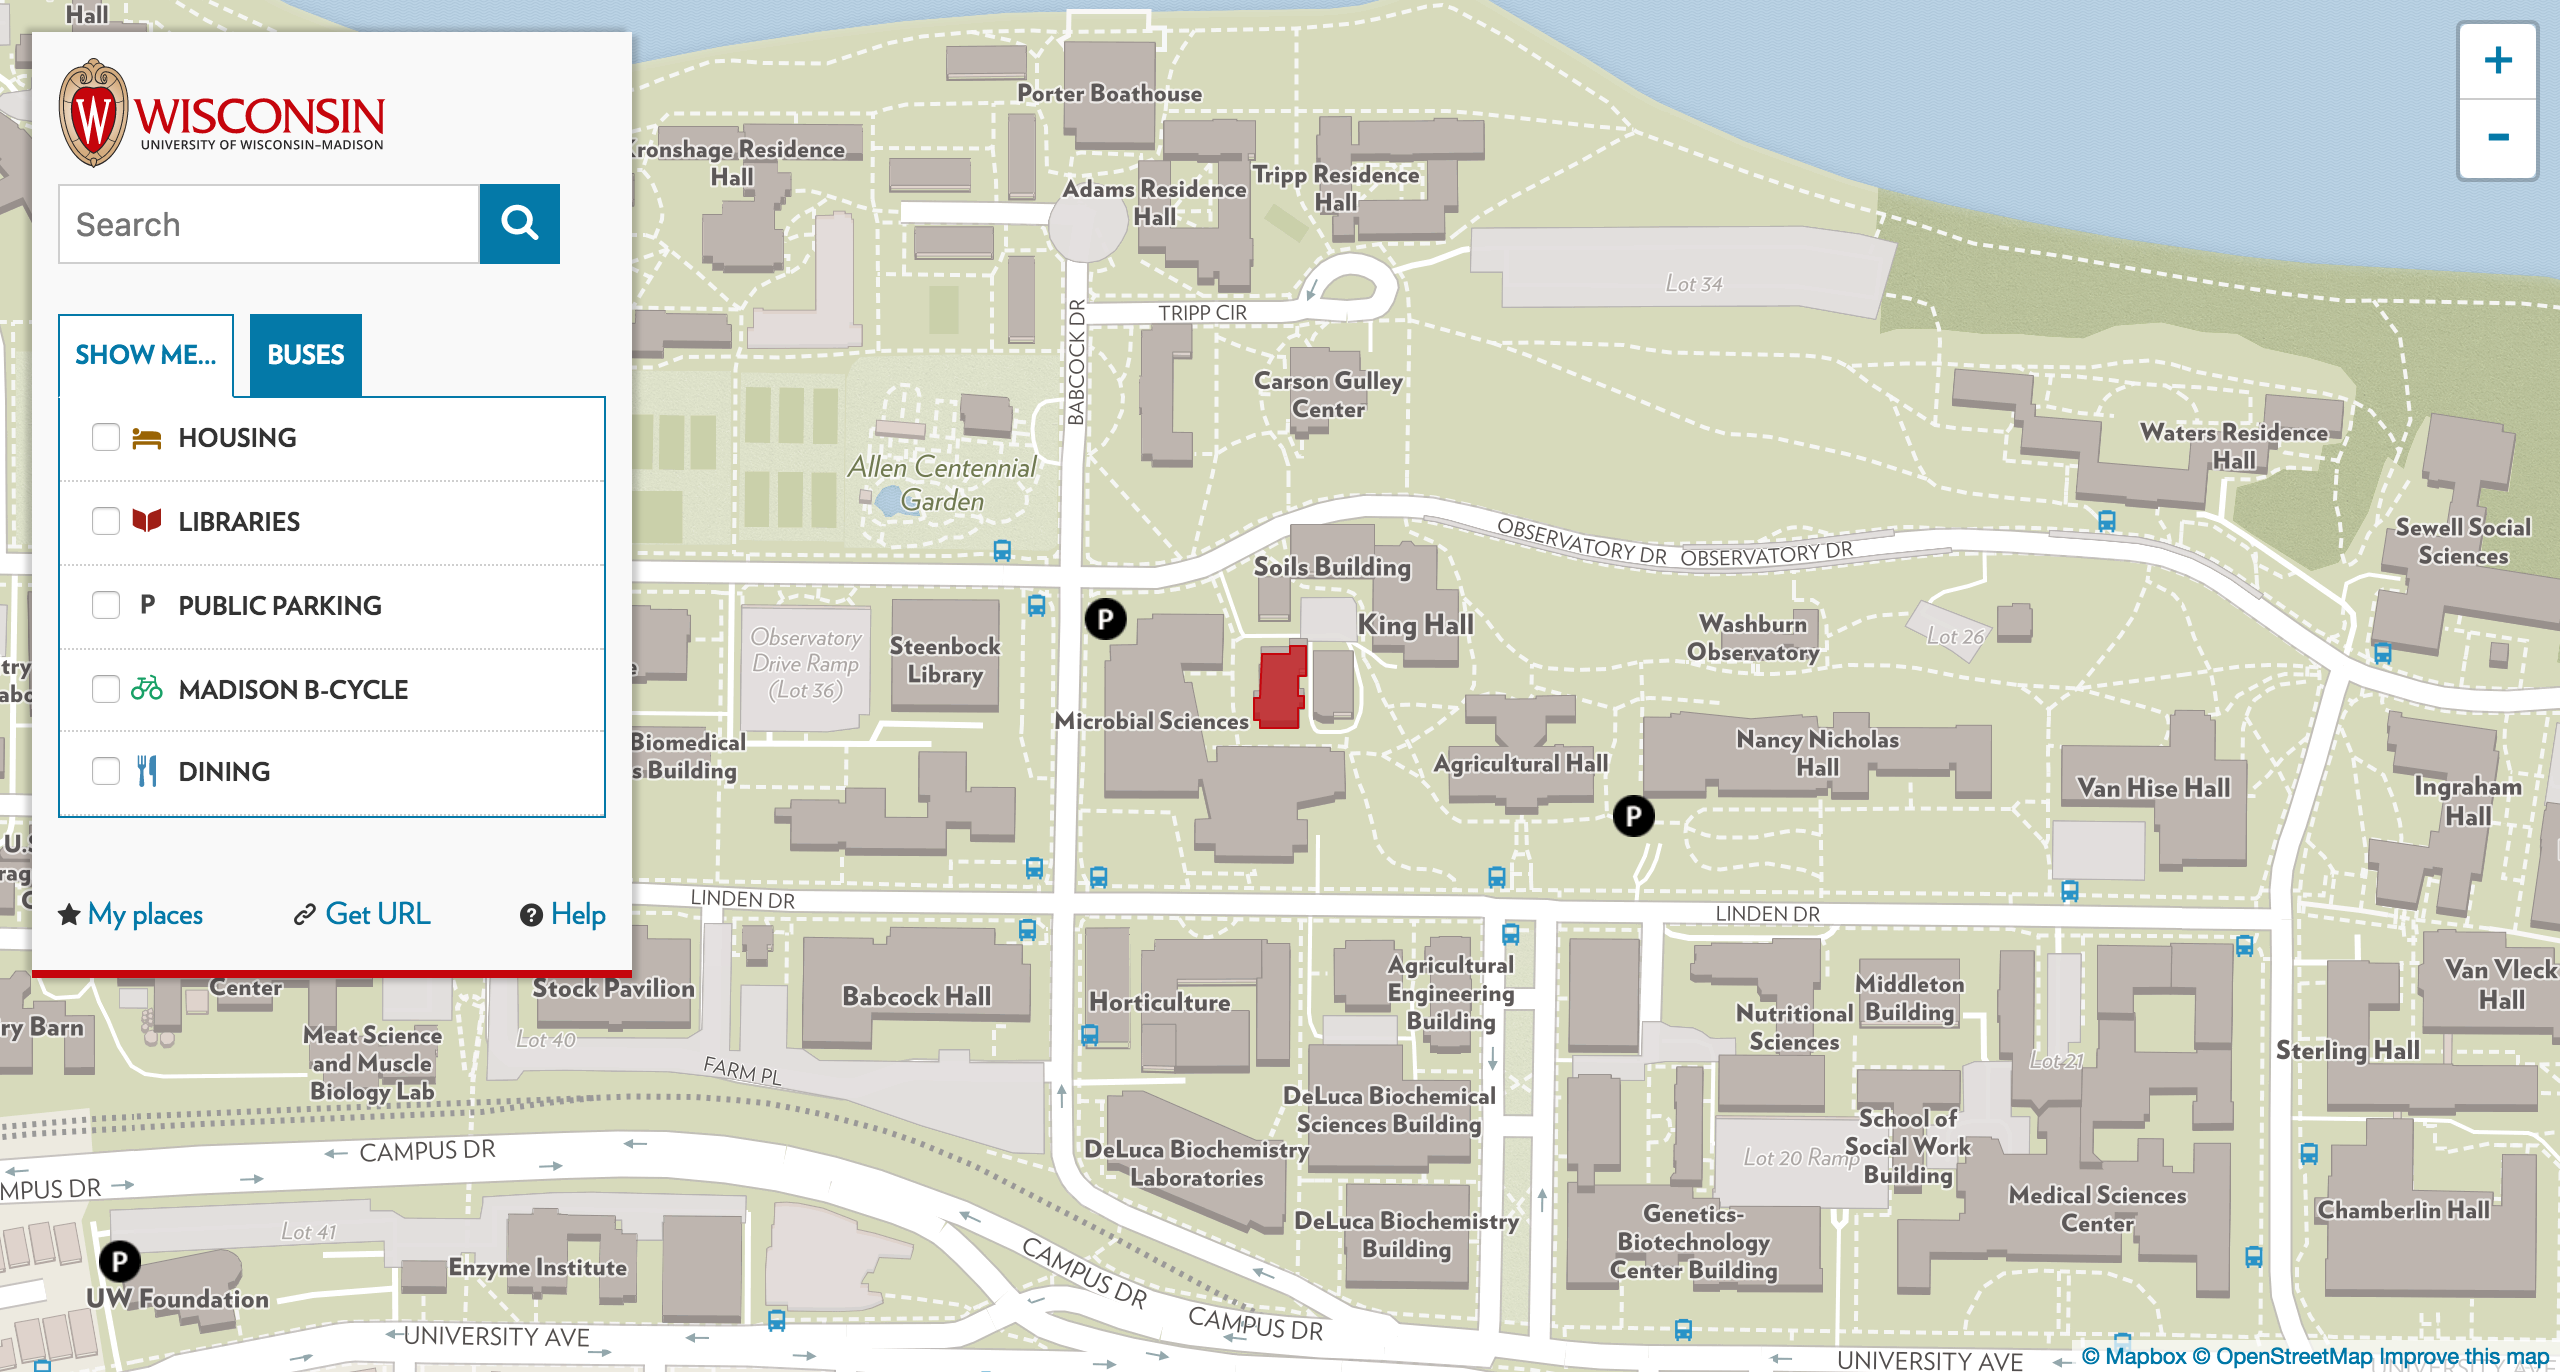 Hall
WISCONSIN
UNIVERSITY OF WISCONSIN–MADISON
Search
SHOW ME...
BUSES
HOUSING
LIBRARIES
P PUBLIC PARKING
MADISON B-CYCLE
DINING
My places
Get URL
Help
Porter Boathouse
Kronshage Residence
Hall
Adams Residence
Hall
Tripp Residence
Hall
Lot 34
TRIPP CIR
BABCOCK DR
Carson Gulley
Center
Allen Centennial
Garden
Waters Residence
Hall
Sewell Social
Sciences
OBSERVATORY DR
OBSERVATORY DR
Soils Building
King Hall
P
Observatory
Drive Ramp
(Lot 36)
Steenbock
Library
Washburn
Observatory
Lot 26
Microbial Sciences
Biomedical
s Building
Agricultural Hall
Nancy Nicholas
Hall
P
Van Hise Hall
Ingraham
Hall
LINDEN DR
LINDEN DR
Center
ry Barn
Meat Science
and Muscle
Biology Lab
Stock Pavilion
Lot 40
Babcock Hall
Horticulture
Agricultural
Engineering
Building
Nutritional
Sciences
Middleton
Building
Van Vleck
Hall
Sterling Hall
Lot 21
FARM PL
DeLuca Biochemical
Sciences Building
DeLuca Biochemistry
Laboratories
School of
Social Work
Building
Lot 20 Ramp
CAMPUS DR
MPUS DR
Lot 41
P
UW Foundation
Enzyme Institute
DeLuca Biochemistry
Building
Genetics-
Biotechnology
Center Building
Medical Sciences
Center
Chamberlin Hall
CAMPUS DR
CAMPUS DR
UNIVERSITY AVE
UNIVERSITY AVE
© Mapbox © OpenStreetMap Improve this map